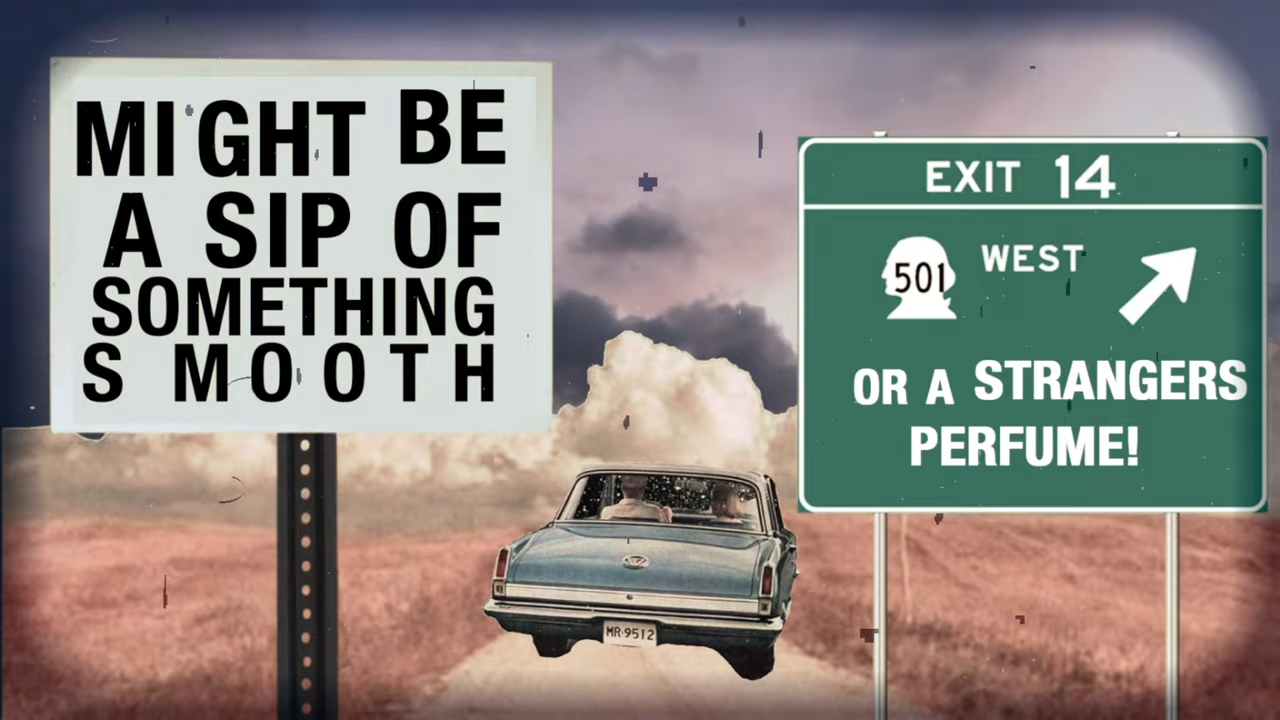 MIGHT BE
A SIP OF
SOMETHING
SMOOTH
EXIT 14
501 WEST
OR A STRANGERS
PERFUME!
MR·9512